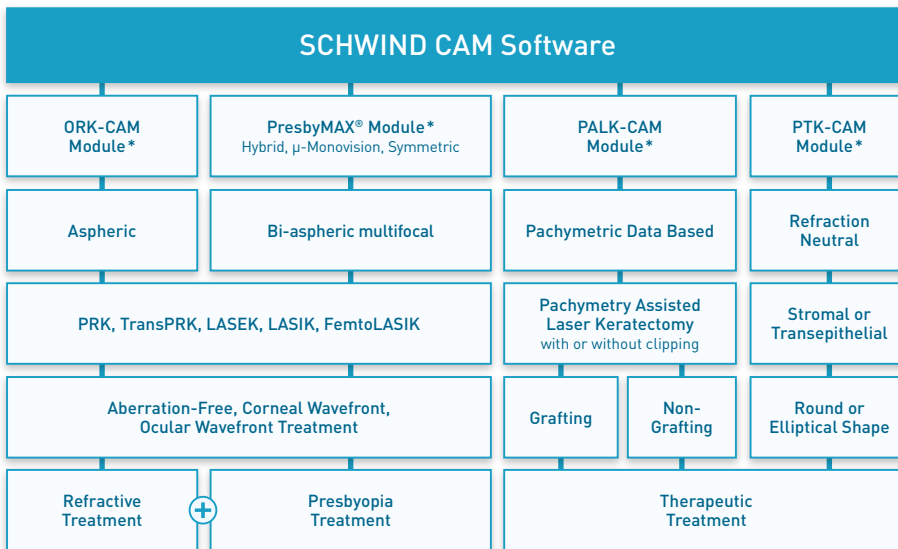 SCHWIND CAM Software
ORK-CAM
Module*
PresbyMAX® Module*
Hybrid, µ-Monovision, Symmetric
PALK-CAM
Module*
PTK-CAM
Module*
Aspheric
Bi-aspheric multifocal
Pachymetric Data Based
Refraction
Neutral
PRK, TransPRK, LASEK, LASIK, FemtoLASIK
Pachymetry Assisted
Laser Keratectomy
with or without clipping
Stromal or
Transepithelial
Aberration-Free, Corneal Wavefront,
Ocular Wavefront Treatment
Grafting
Non-
Grafting
Round or
Elliptical Shape
Refractive
Treatment
+
Presbyopia
Treatment
Therapeutic
Treatment